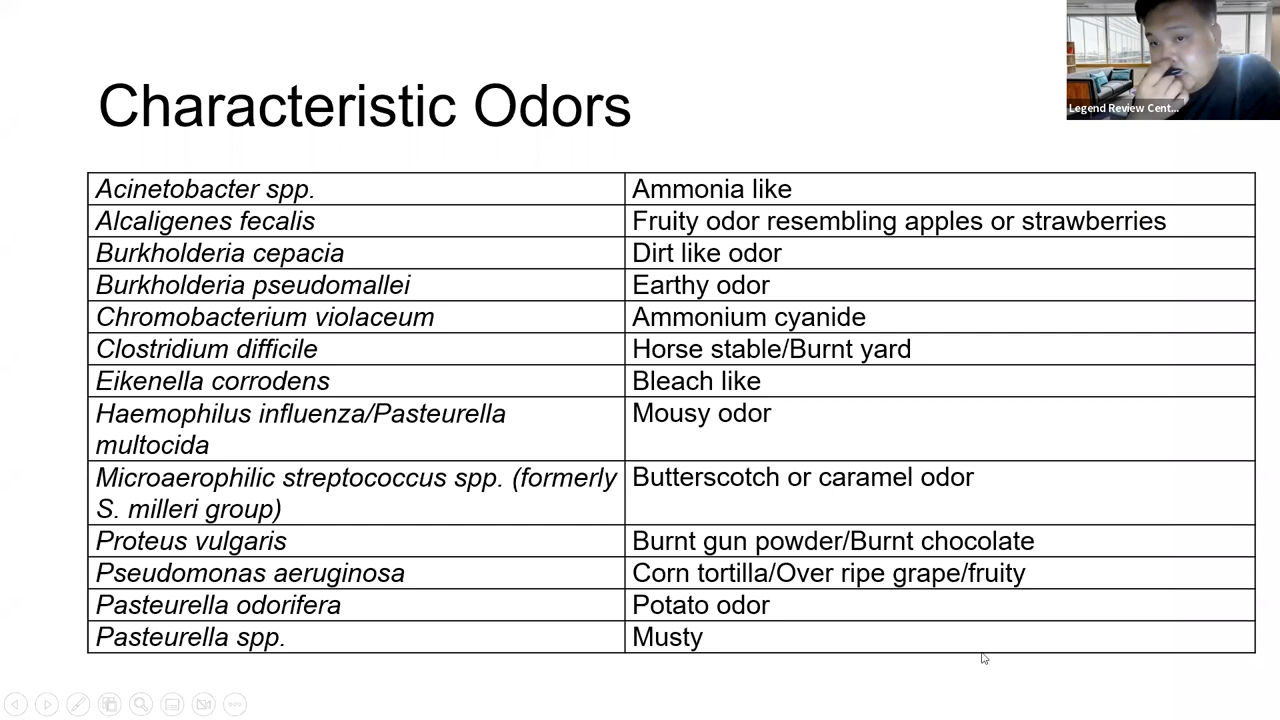 Legend Review Cent...
Characteristic Odors
Acinetobacter spp. Ammonia like
Alcaligenes fecalis Fruity odor resembling apples or strawberries
Burkholderia cepacia Dirt like odor
Burkholderia pseudomallei Earthy odor
Chromobacterium violaceum Ammonium cyanide
Clostridium difficile Horse stable/Burnt yard
Eikenella corrodens Bleach like
Haemophilus influenza/Pasteurella Mousy odor
multocida
Microaerophilic streptococcus spp. (formerly Butterscotch or caramel odor
S. milleri group)
Proteus vulgaris Burnt gun powder/Burnt chocolate
Pseudomonas aeruginosa Corn tortilla/Over ripe grape/fruity
Pasteurella odorifera Potato odor
Pasteurella spp. Musty